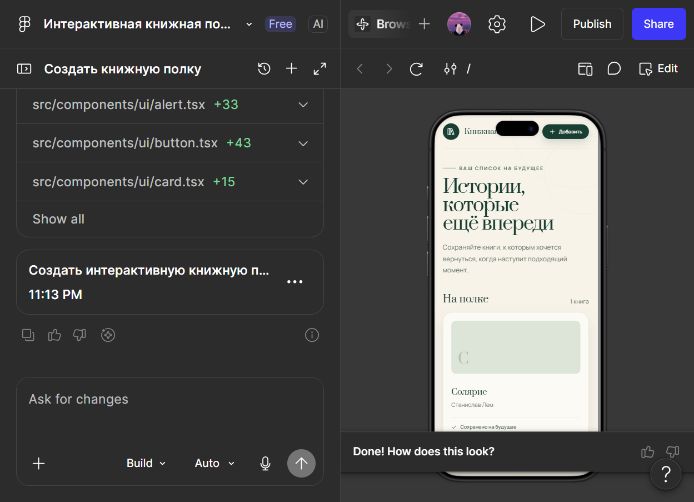 Интерактивная книжная по...
Free
AI
Brows
Publish
Share
Создать книжную полку
/
Edit
src/components/ui/alert.tsx +33
src/components/ui/button.tsx +43
src/components/ui/card.tsx +15
Show all
Создать интерактивную книжную п...
11:13 PM
Ask for changes
Build
Auto
Книжна
+ Добавить
ВАШ СПИСОК НА БУДУЩЕЕ
Истории,
которые
ещё впереди
Сохраняйте книги, к которым хочется
вернуться, когда наступит подходящий
момент.
На полке
1 книга
С
Солярис
Станислав Лем
Сохранено на будущее
Done! How does this look?
?